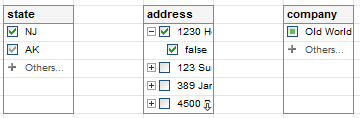 state
NJ
AK
Others...
address
1230 H
false
123 Su
389 Jar
4500
company
Old World
Others...